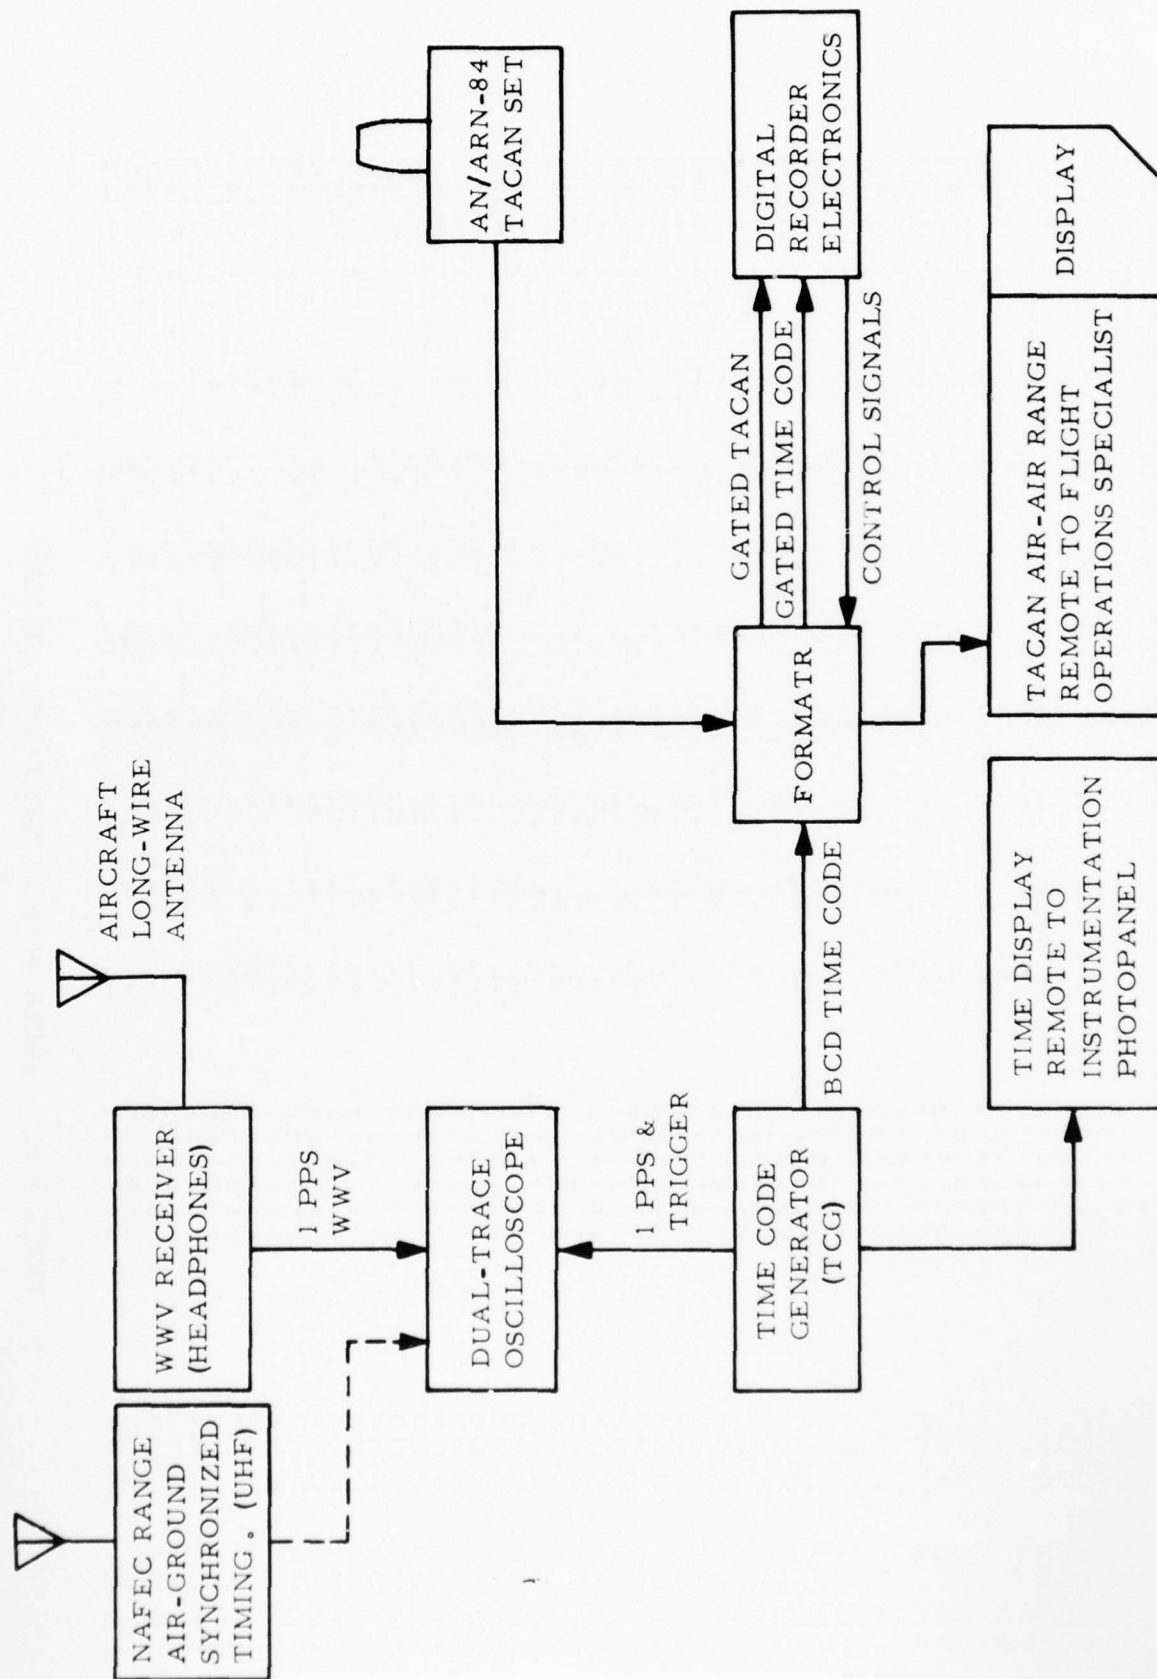 NAFEC RANGE
AIR-GROUND
SYNCHRONIZED
TIMING . (UHF)
WWV RECEIVER
(HEADPHONES)
AIRCRAFT
LONG-WIRE
ANTENNA
1 PPS
WWV
DUAL-TRACE
OSCILLOSCOPE
AN/ARN-84
TACAN SET
1 PPS &
TRIGGER
TIME CODE
GENERATOR
(TCG)
BCD TIME CODE
FORMATR
GATED TACAN
GATED TIME CODE
CONTROL SIGNALS
DIGITAL
RECORDER
ELECTRONICS
TIME DISPLAY
REMOTE TO
INSTRUMENTATION
PHOTOPANEL
TACAN AIR-AIR RANGE
REMOTE TO FLIGHT
OPERATIONS SPECIALIST
DISPLAY